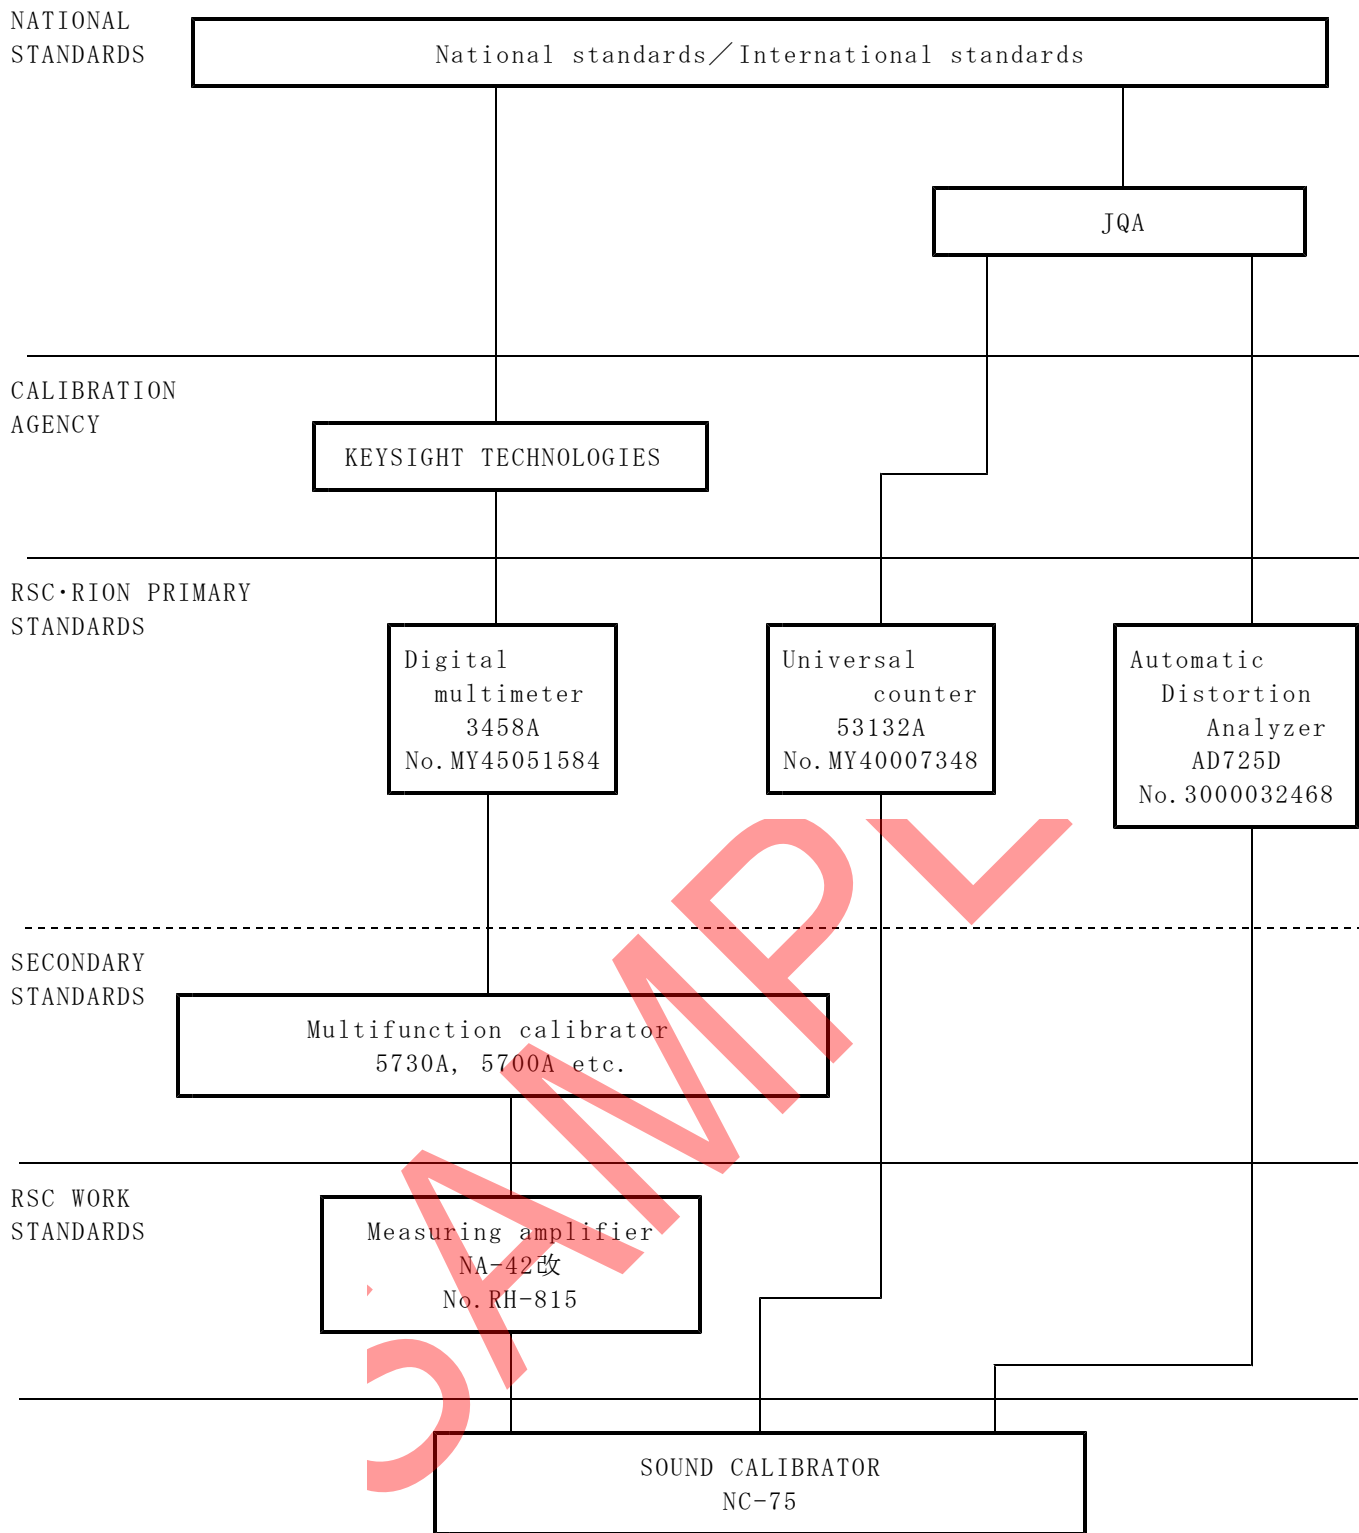 NATIONAL
STANDARDS
National standards／International standards
JQA
CALIBRATION
AGENCY
KEYSIGHT TECHNOLOGIES
RSC･RION PRIMARY
STANDARDS
Digital
multimeter
3458A
No.MY45051584
Universal
counter
53132A
No.MY40007348
Automatic
Distortion
Analyzer
AD725D
No.3000032468
SECONDARY
STANDARDS
Multifunction calibrator
5730A, 5700A etc.
RSC WORK
STANDARDS
Measuring amplifier
NA-42改
No.RH-815
SOUND CALIBRATOR
NC-75
SAMPL